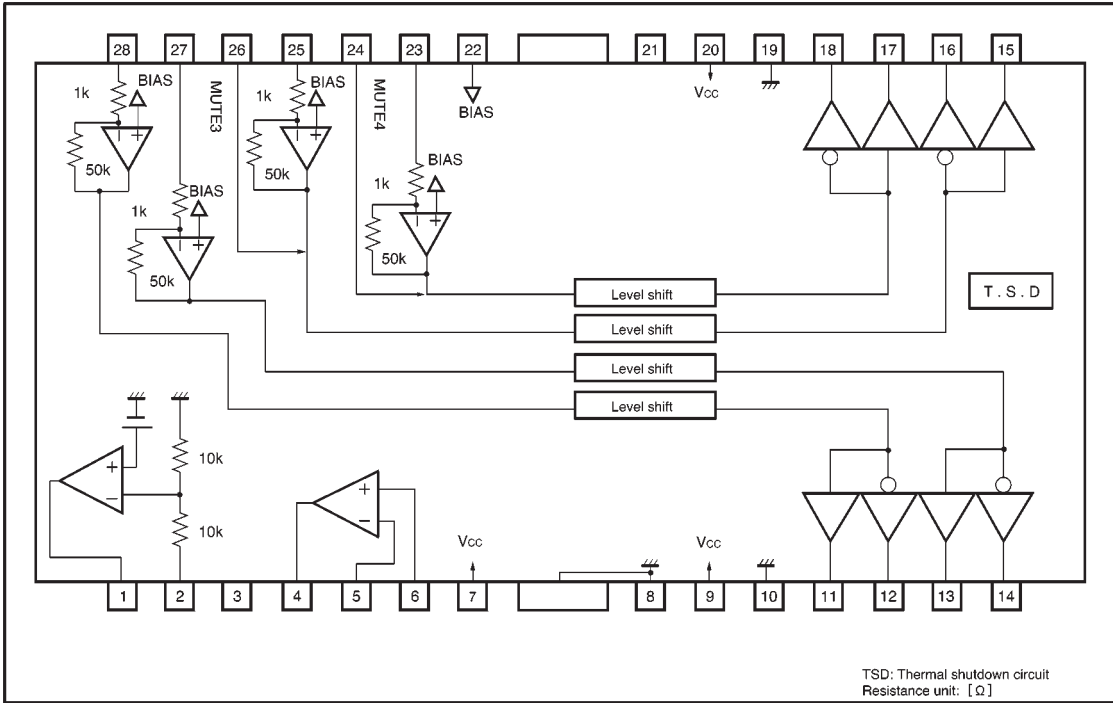 28 27 26 25 24 23 22 21 20 19 18 17 16 15
1k
BIAS
MUTE3
1k
BIAS
MUTE4
BIAS
Vcc
50k
50k
BIAS
1k
BIAS
1k
50k
50k
Level shift
T.S.D
Level shift
Level shift
Level shift
10k
10k
Vcc
Vcc
1 2 3 4 5 6 7 8 9 10 11 12 13 14
TSD: Thermal shutdown circuit
Resistance unit: [Ω]